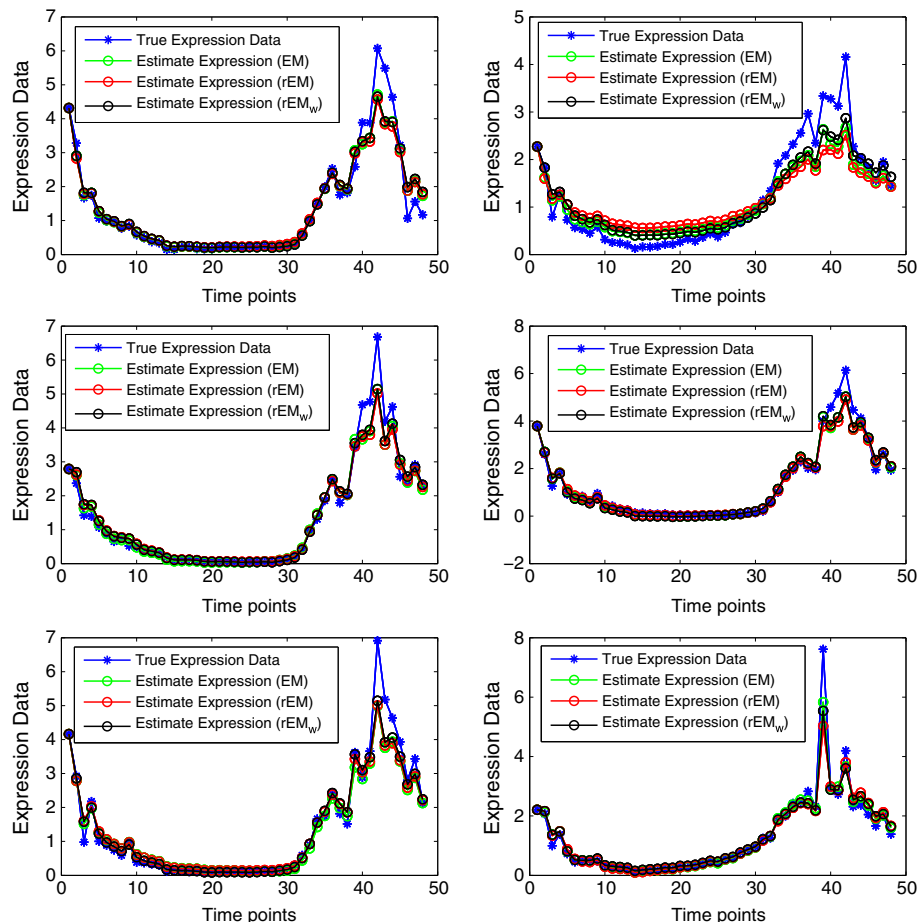 7
6
5
4
3
2
1
0
Expression Data
True Expression Data
Estimate Expression (EM)
Estimate Expression (rEM)
Estimate Expression (rEMw)
0 10 20 30 40 50
Time points
5
4
3
2
1
0
Expression Data
True Expression Data
Estimate Expression (EM)
Estimate Expression (rEM)
Estimate Expression (rEMw)
0 10 20 30 40 50
Time points
7
6
5
4
3
2
1
0
Expression Data
True Expression Data
Estimate Expression (EM)
Estimate Expression (rEM)
Estimate Expression (rEMw)
0 10 20 30 40 50
Time points
8
6
4
2
0
−2
Expression Data
True Expression Data
Estimate Expression (EM)
Estimate Expression (rEM)
Estimate Expression (rEMw)
0 10 20 30 40 50
Time points
7
6
5
4
3
2
1
0
Expression Data
True Expression Data
Estimate Expression (EM)
Estimate Expression (rEM)
Estimate Expression (rEMw)
0 10 20 30 40 50
Time points
8
6
4
2
0
Expression Data
True Expression Data
Estimate Expression (EM)
Estimate Expression (rEM)
Estimate Expression (rEMw)
0 10 20 30 40 50
Time points